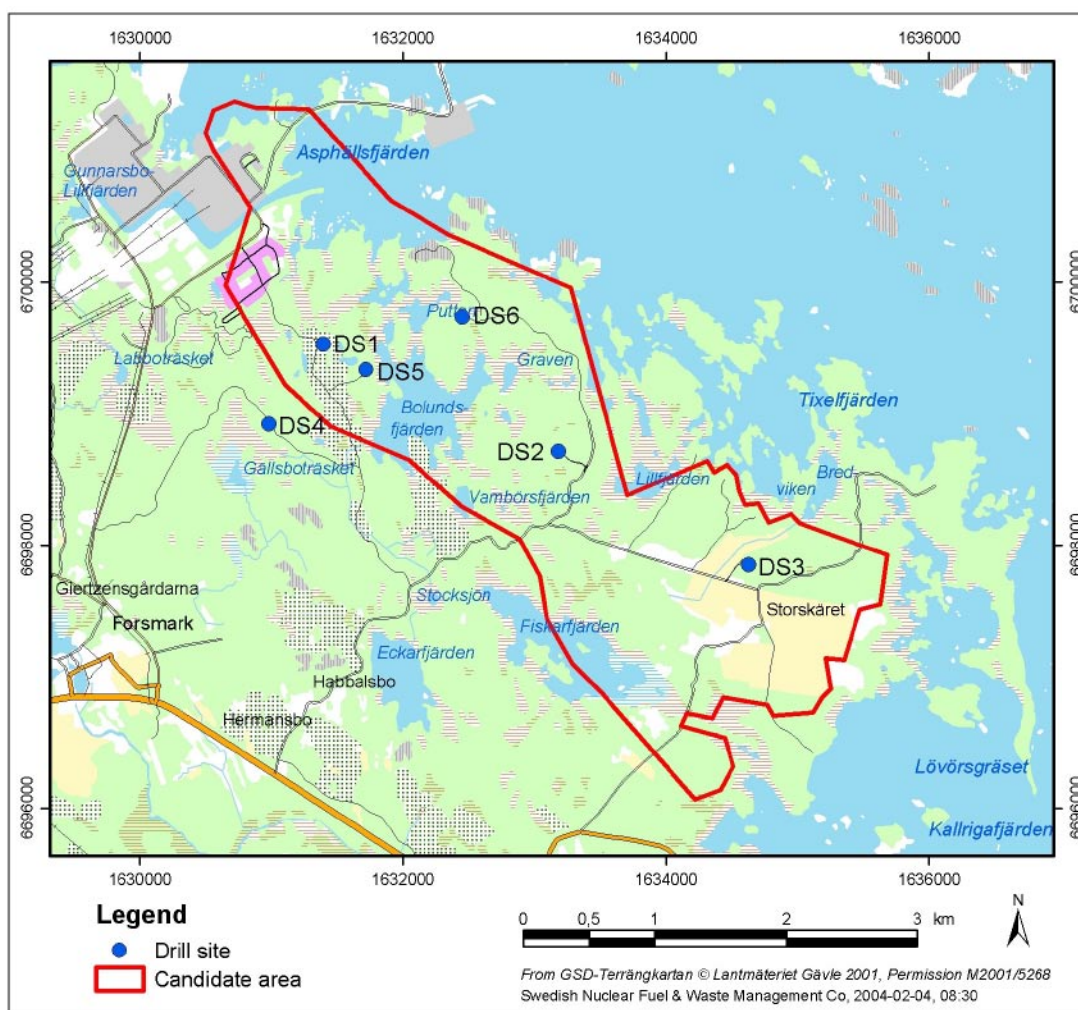 1630000 1632000 1634000 1636000
Asphällsfjärden
Gunnarsbo-
Lillfjärden
6700000 6700000
Puttan
DS6
DS1
Labboträsket
Graven
DS5
Bolunds-
fjärden
Tixelfjärden
DS4
Gällsboträsket
DS2
Lillfjärden
Bred-
viken
Vambörsfjärden
6698000 6698000
DS3
Giertzensgårdarna
Stocksjön
Storskäret
Forsmark
Fiskarfjärden
Eckarfjärden
Habbalsbo
Hermansbo
Lövörsgräset
6696000 6696000
Kallrigafjärden
1630000 1632000 1634000 1636000
Legend
Drill site
Candidate area
0 0,5 1 2 3 km
N
From GSD-Terrängkartan © Lantmäteriet Gävle 2001, Permission M2001/5268
Swedish Nuclear Fuel & Waste Management Co, 2004-02-04, 08:30